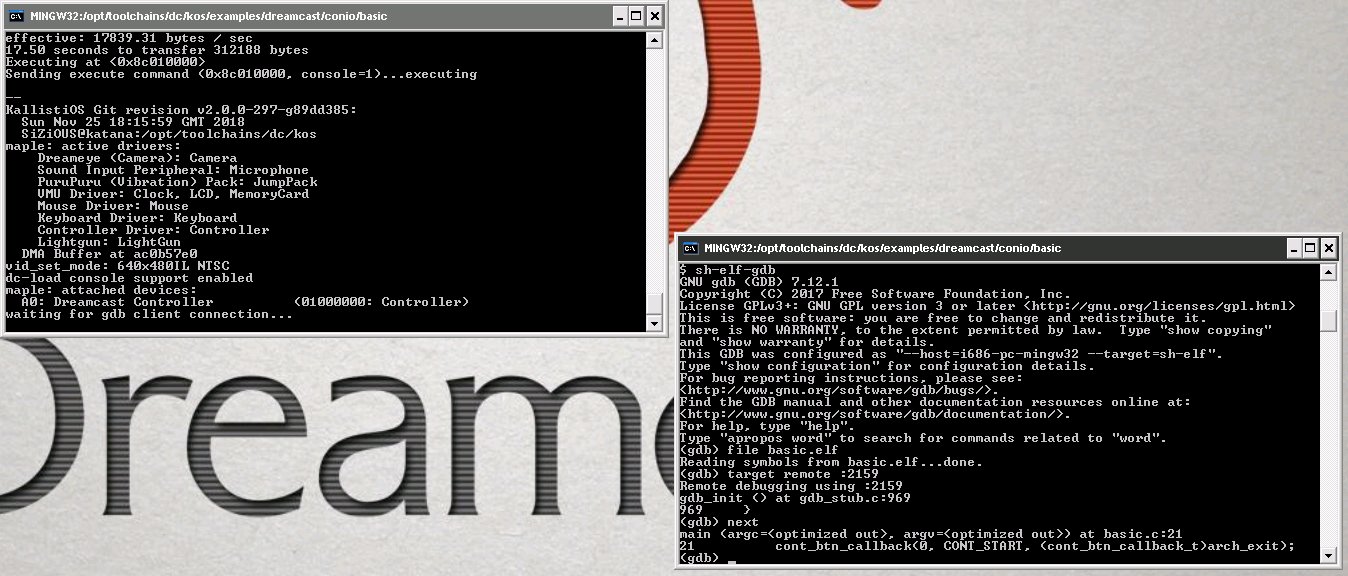 MINGW32:/opt/toolchains/dc/kos/examples/dreamcast/conio/basic
effective: 17839.31 bytes / sec
17.50 seconds to transfer 312188 bytes
Executing at <0x8c010000>
Sending execute command (0x8c010000, console=1)...executing
--
KallistiOS Git revision v2.0.0-297-g89dd385:
  Sun Nov 25 18:15:59 GMT 2018
  SiZiOUS@katana:/opt/toolchains/dc/kos
maple: active drivers:
    Dreameye (Camera): Camera
    Sound Input Peripheral: Microphone
    PuruPuru (Vibration) Pack: JumpPack
    VMU Driver: Clock, LCD, MemoryCard
    Mouse Driver: Mouse
    Keyboard Driver: Keyboard
    Controller Driver: Controller
    Lightgun: LightGun
  DMA Buffer at ac0b57e0
vid_set_mode: 640x480IL NTSC
dc-load console support enabled
maple: attached devices:
  A0: Dreamcast Controller          (01000000: Controller)
waiting for gdb client connection...
Dream
MINGW32:/opt/toolchains/dc/kos/examples/dreamcast/conio/basic
$ sh-elf-gdb
GNU gdb (GDB) 7.12.1
Copyright (C) 2017 Free Software Foundation, Inc.
License GPLv3+: GNU GPL version 3 or later <http://gnu.org/licenses/gpl.html>
This is free software: you are free to change and redistribute it.
There is NO WARRANTY, to the extent permitted by law.  Type "show copying"
and "show warranty" for details.
This GDB was configured as "--host=i686-pc-mingw32 --target=sh-elf".
Type "show configuration" for configuration details.
For bug reporting instructions, please see:
<http://www.gnu.org/software/gdb/bugs/>.
Find the GDB manual and other documentation resources online at:
<http://www.gnu.org/software/gdb/documentation/>.
For help, type "help".
Type "apropos word" to search for commands related to "word".
(gdb) file basic.elf
Reading symbols from basic.elf...done.
(gdb) target remote :2159
Remote debugging using :2159
gdb_init () at gdb_stub.c:969
969     }
(gdb) next
main (argc=<optimized out>, argv=<optimized out>) at basic.c:21
21          cont_btn_callback(0, CONT_START, (cont_btn_callback_t)arch_exit);
(gdb) _